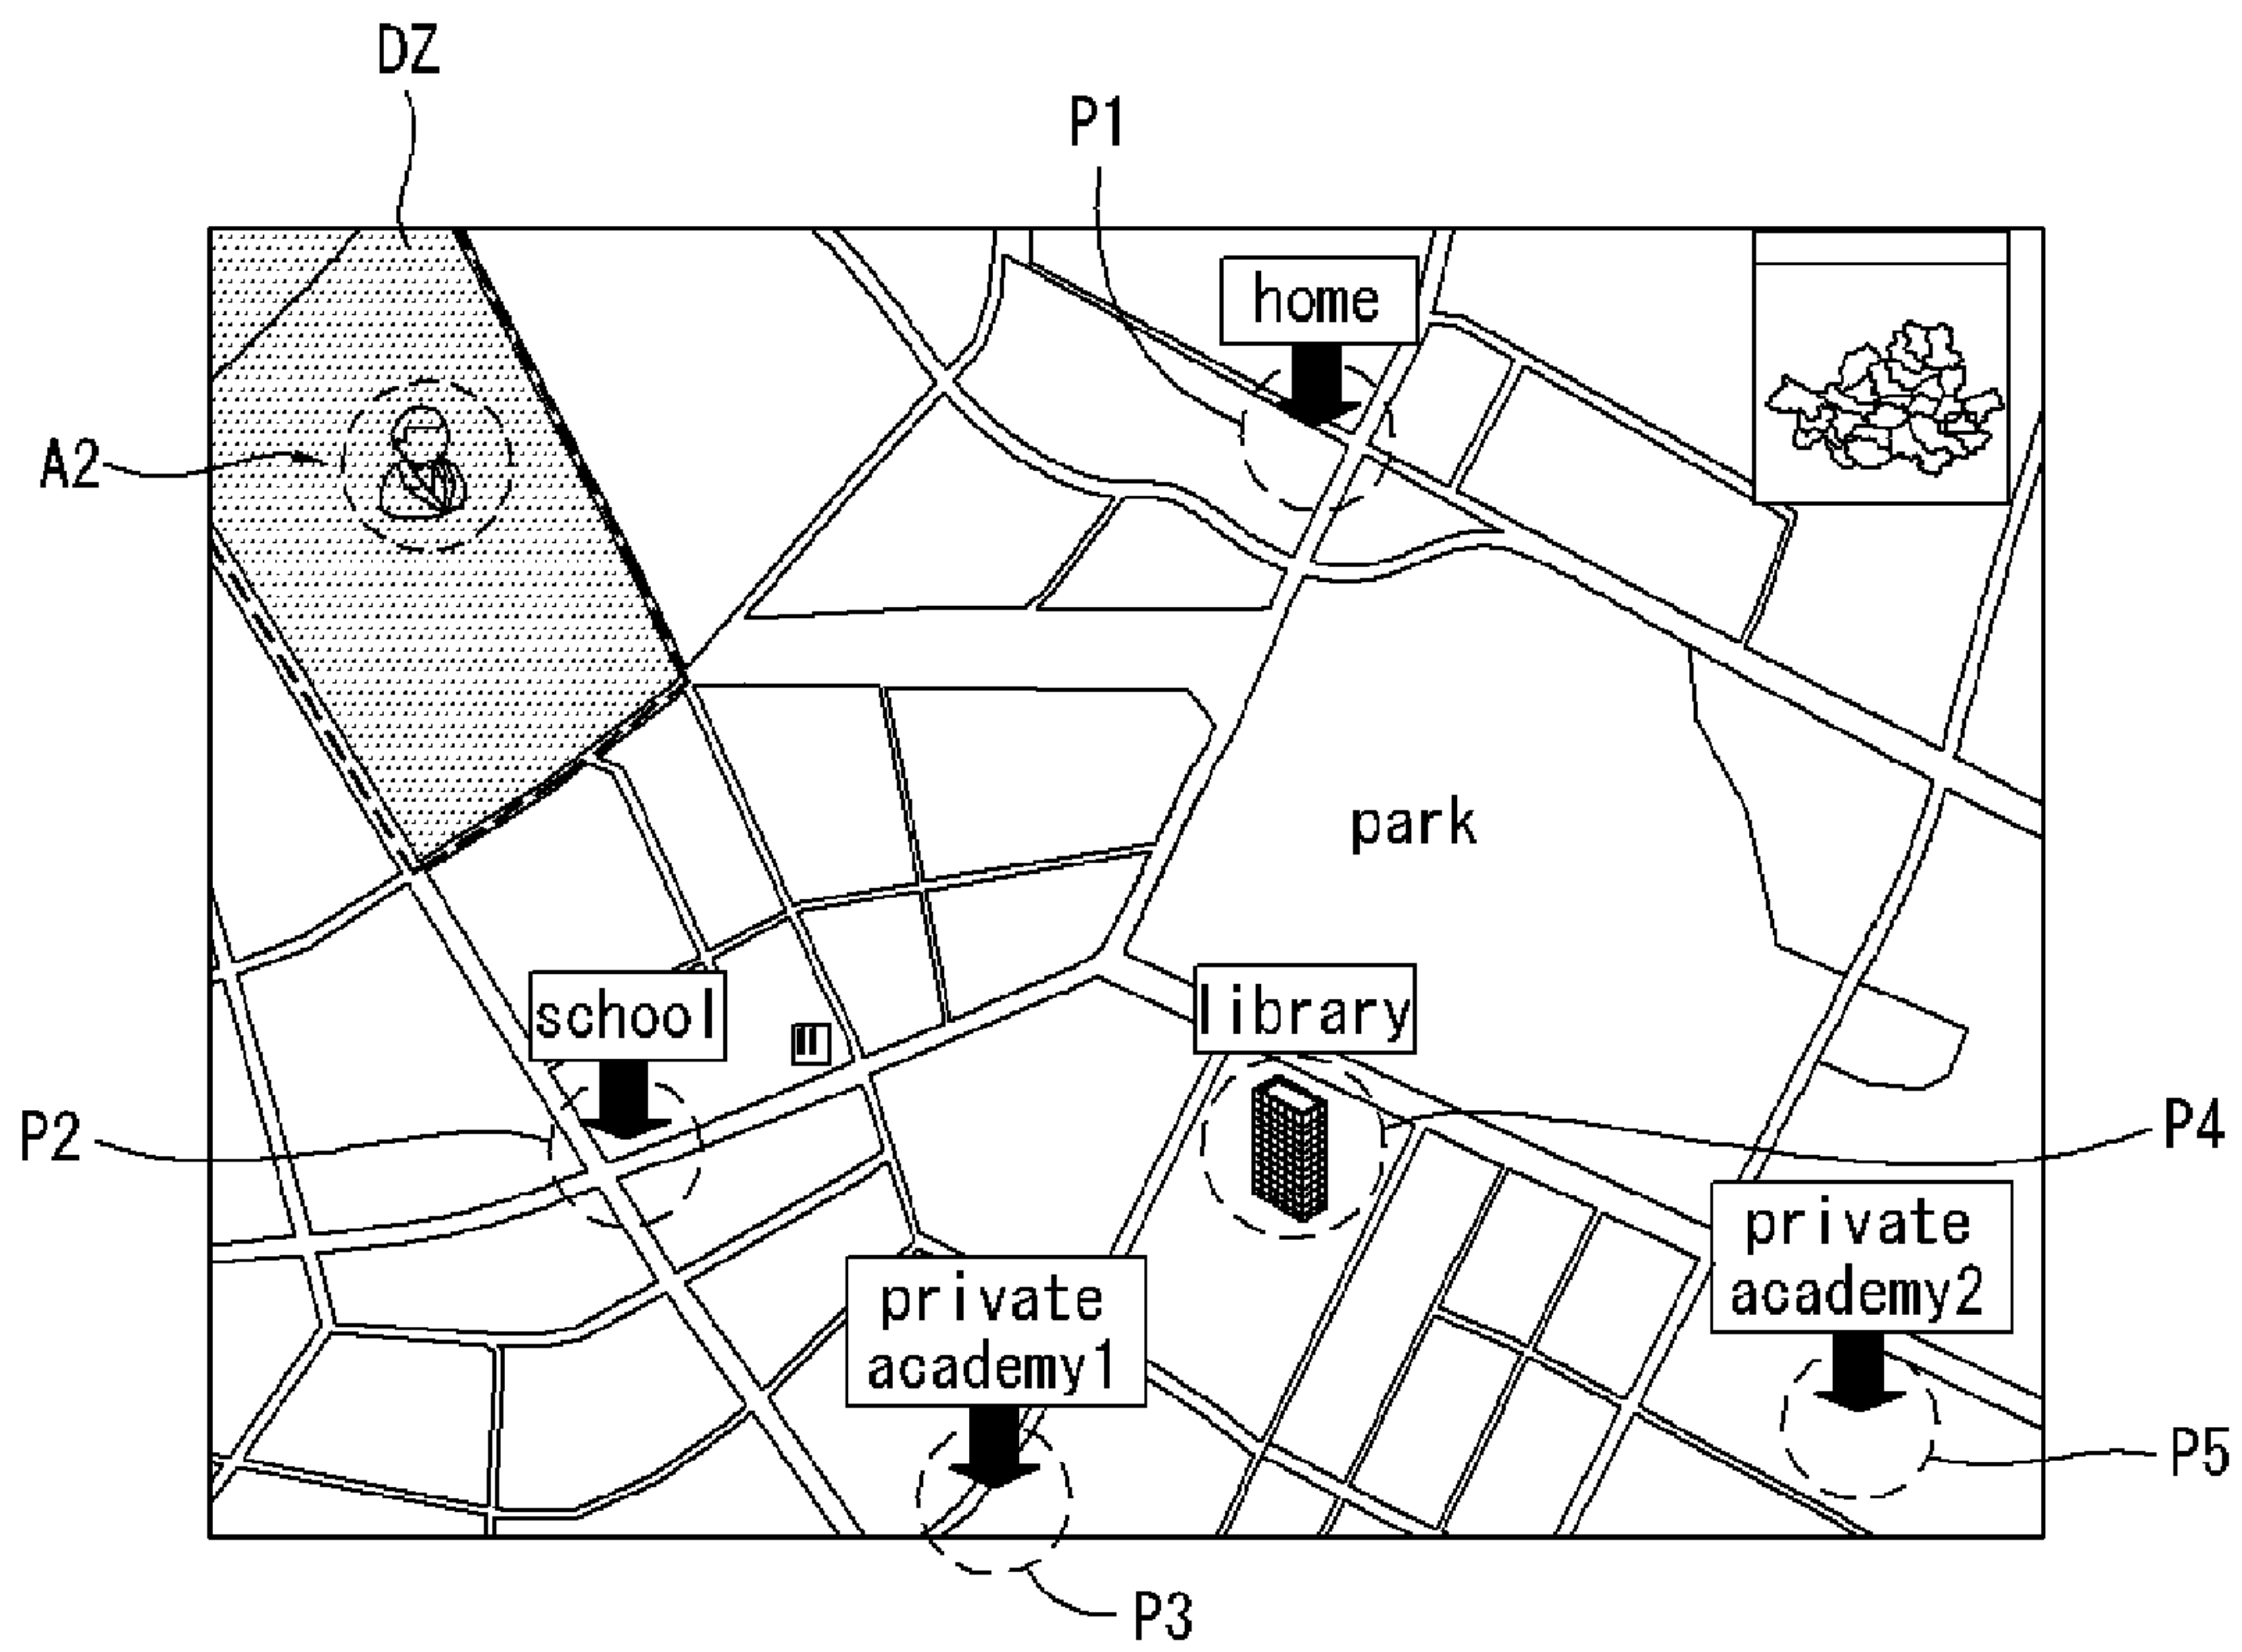 DZ
P1
home
A2
park
school
library
P2
P4
private
academy2
private
academy1
P5
P3